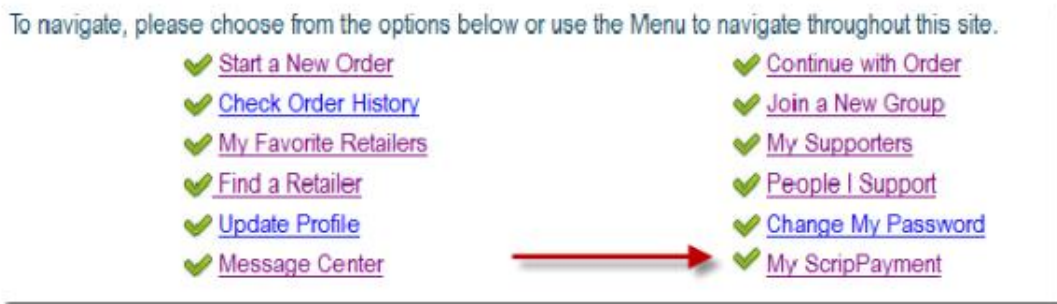 To navigate, please choose from the options below or use the Menu to navigate throughout this site.
Start a New Order
Check Order History
My Favorite Retailers
Find a Retailer
Update Profile
Message Center
Continue with Order
Join a New Group
My Supporters
People I Support
Change My Password
My ScripPayment